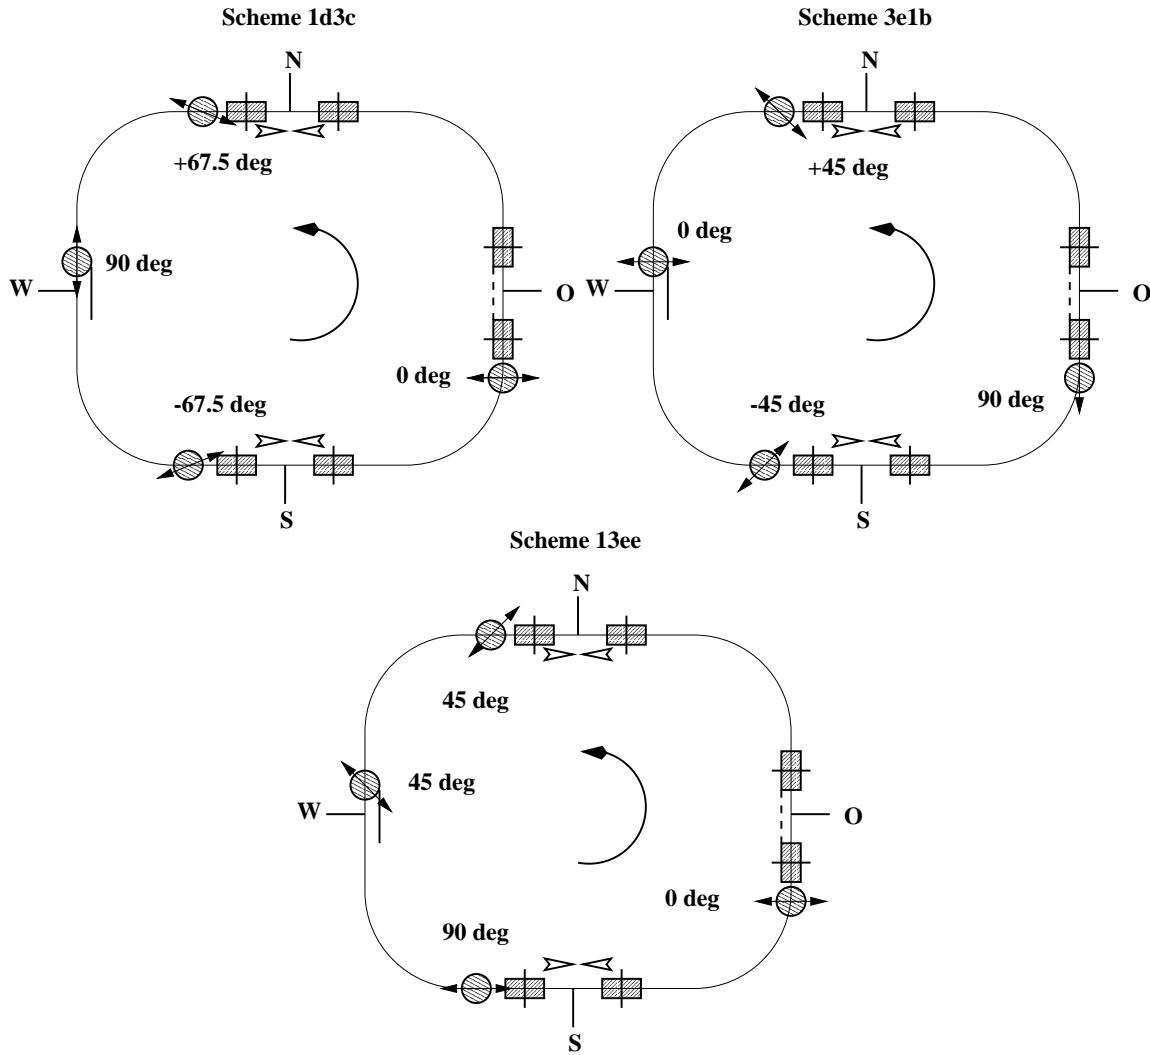 Scheme 1d3c
Scheme 3e1b
N
N
+67.5 deg
+45 deg
90 deg
0 deg
W
O
W
O
0 deg
90 deg
-67.5 deg
-45 deg
S
S
Scheme 13ee
N
45 deg
45 deg
W
O
0 deg
90 deg
S